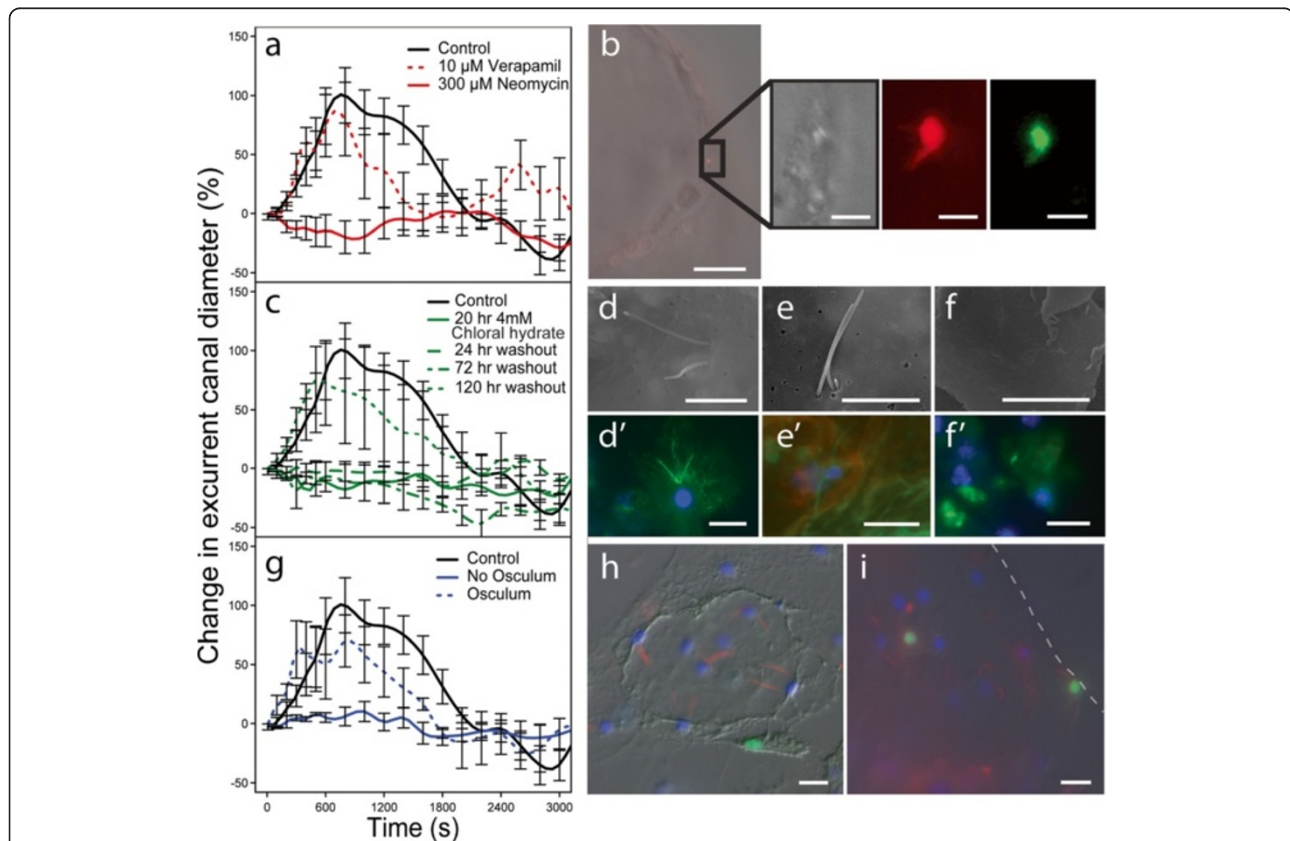 Change in excurrent canal diameter (%)
150
100
50
0
-50
a
Control
10 µM Verapamil
300 µM Neomycin
b
150
100
50
0
-50
c
Control
20 hr 4mM
Chloral hydrate
24 hr washout
72 hr washout
120 hr washout
d
e
f
d′
e′
f′
150
100
50
0
-50
g
Control
No Osculum
Osculum
0
600
1200
1800
2400
3000
Time (s)
h
i